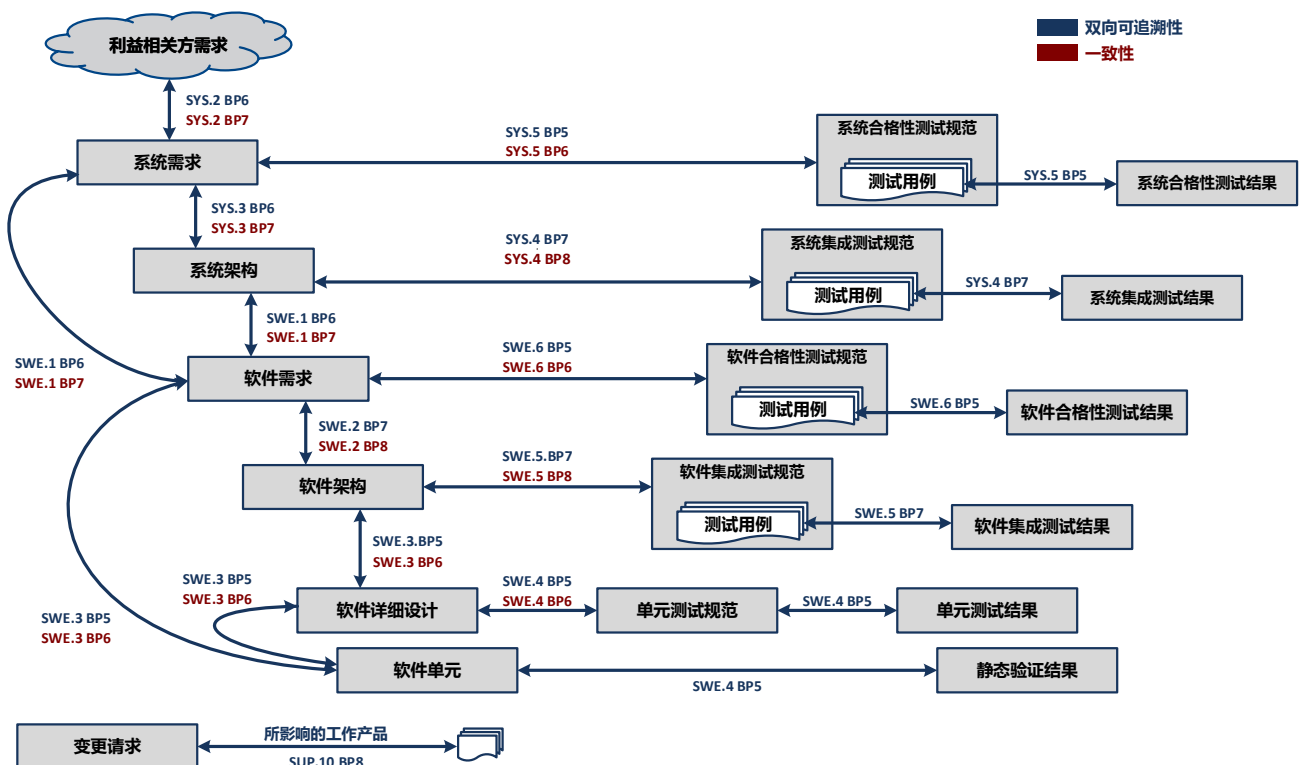 利益相关方需求
双向可追溯性
一致性
SYS.2 BP6
SYS.2 BP7
系统需求
SYS.5 BP5
SYS.5 BP6
系统合格性测试规范
测试用例
SYS.5 BP5
系统合格性测试结果
SYS.3 BP6
SYS.3 BP7
系统架构
SYS.4 BP7
SYS.4 BP8
系统集成测试规范
测试用例
SYS.4 BP7
系统集成测试结果
SWE.1 BP6
SWE.1 BP7
SWE.1 BP6
SWE.1 BP7
软件需求
SWE.6 BP5
SWE.6 BP6
软件合格性测试规范
测试用例
SWE.6 BP5
软件合格性测试结果
SWE.2 BP7
SWE.2 BP8
软件架构
SWE.5.BP7
SWE.5 BP8
软件集成测试规范
测试用例
SWE.5 BP7
软件集成测试结果
SWE.3.BP5
SWE.3 BP6
SWE.3 BP5
SWE.3 BP6
软件详细设计
SWE.4 BP5
SWE.4 BP6
单元测试规范
SWE.4 BP5
单元测试结果
SWE.3 BP5
SWE.3 BP6
软件单元
SWE.4 BP5
静态验证结果
变更请求
所影响的工作产品
SUP.10 BP8